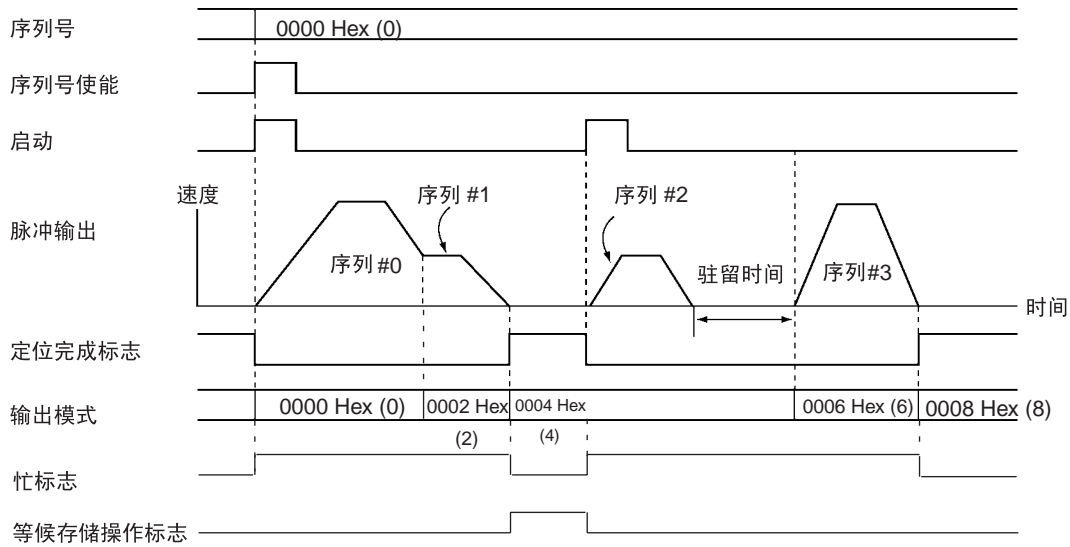 序列号
0000 Hex (0)
序列号使能
启动
速度
序列 #1
序列 #2
脉冲输出
序列 #0
驻留时间
序列#3
时间
定位完成标志
输出模式
0000 Hex (0)
0002 Hex
(2)
0004 Hex
(4)
0006 Hex (6)
0008 Hex (8)
忙标志
等候存储操作标志